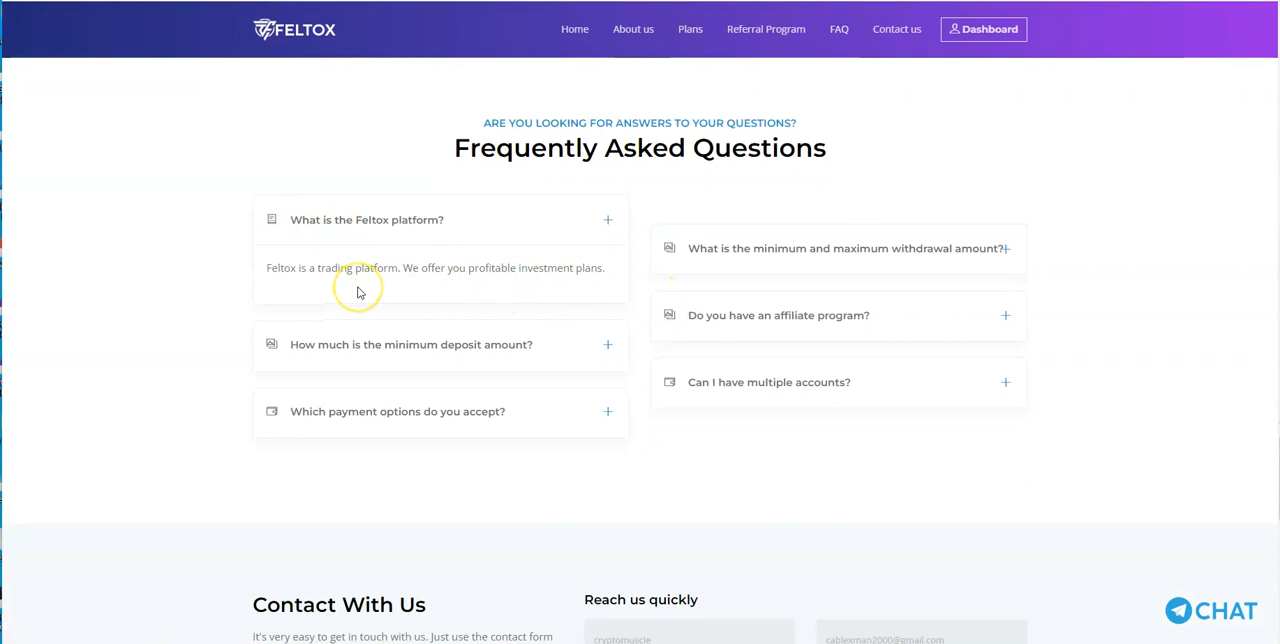 FELTOX
Home About us Plans Referral Program FAQ Contact us Dashboard
ARE YOU LOOKING FOR ANSWERS TO YOUR QUESTIONS?
Frequently Asked Questions
What is the Feltox platform? +
Feltox is a trading platform. We offer you profitable investment plans.
How much is the minimum deposit amount? +
Which payment options do you accept? +
What is the minimum and maximum withdrawal amount? +
Do you have an affiliate program? +
Can I have multiple accounts? +
Contact With Us
It's very easy to get in touch with us. Just use the contact form
Reach us quickly
cryptomuscle
cablexman2000@gmail.com
CHAT